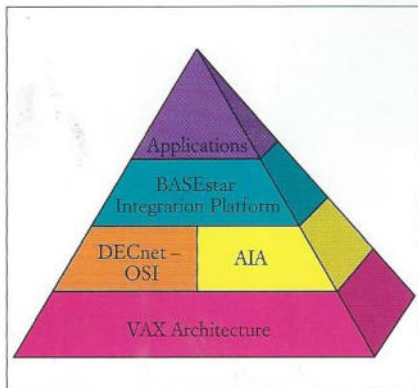 Applications
BASEstar
Integration Platform
DECnet –
OSI
AIA
VAX Architecture